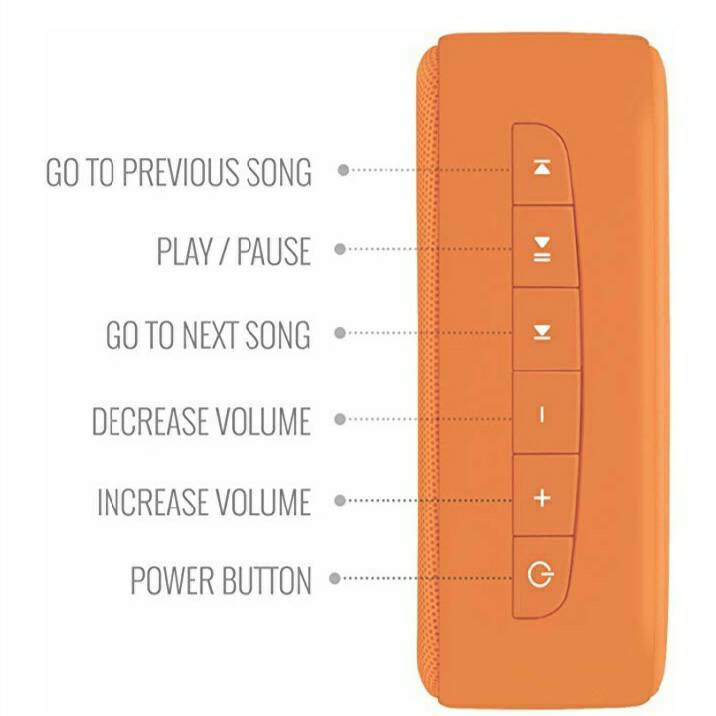 GO TO PREVIOUS SONG
PLAY / PAUSE
GO TO NEXT SONG
DECREASE VOLUME
INCREASE VOLUME
POWER BUTTON